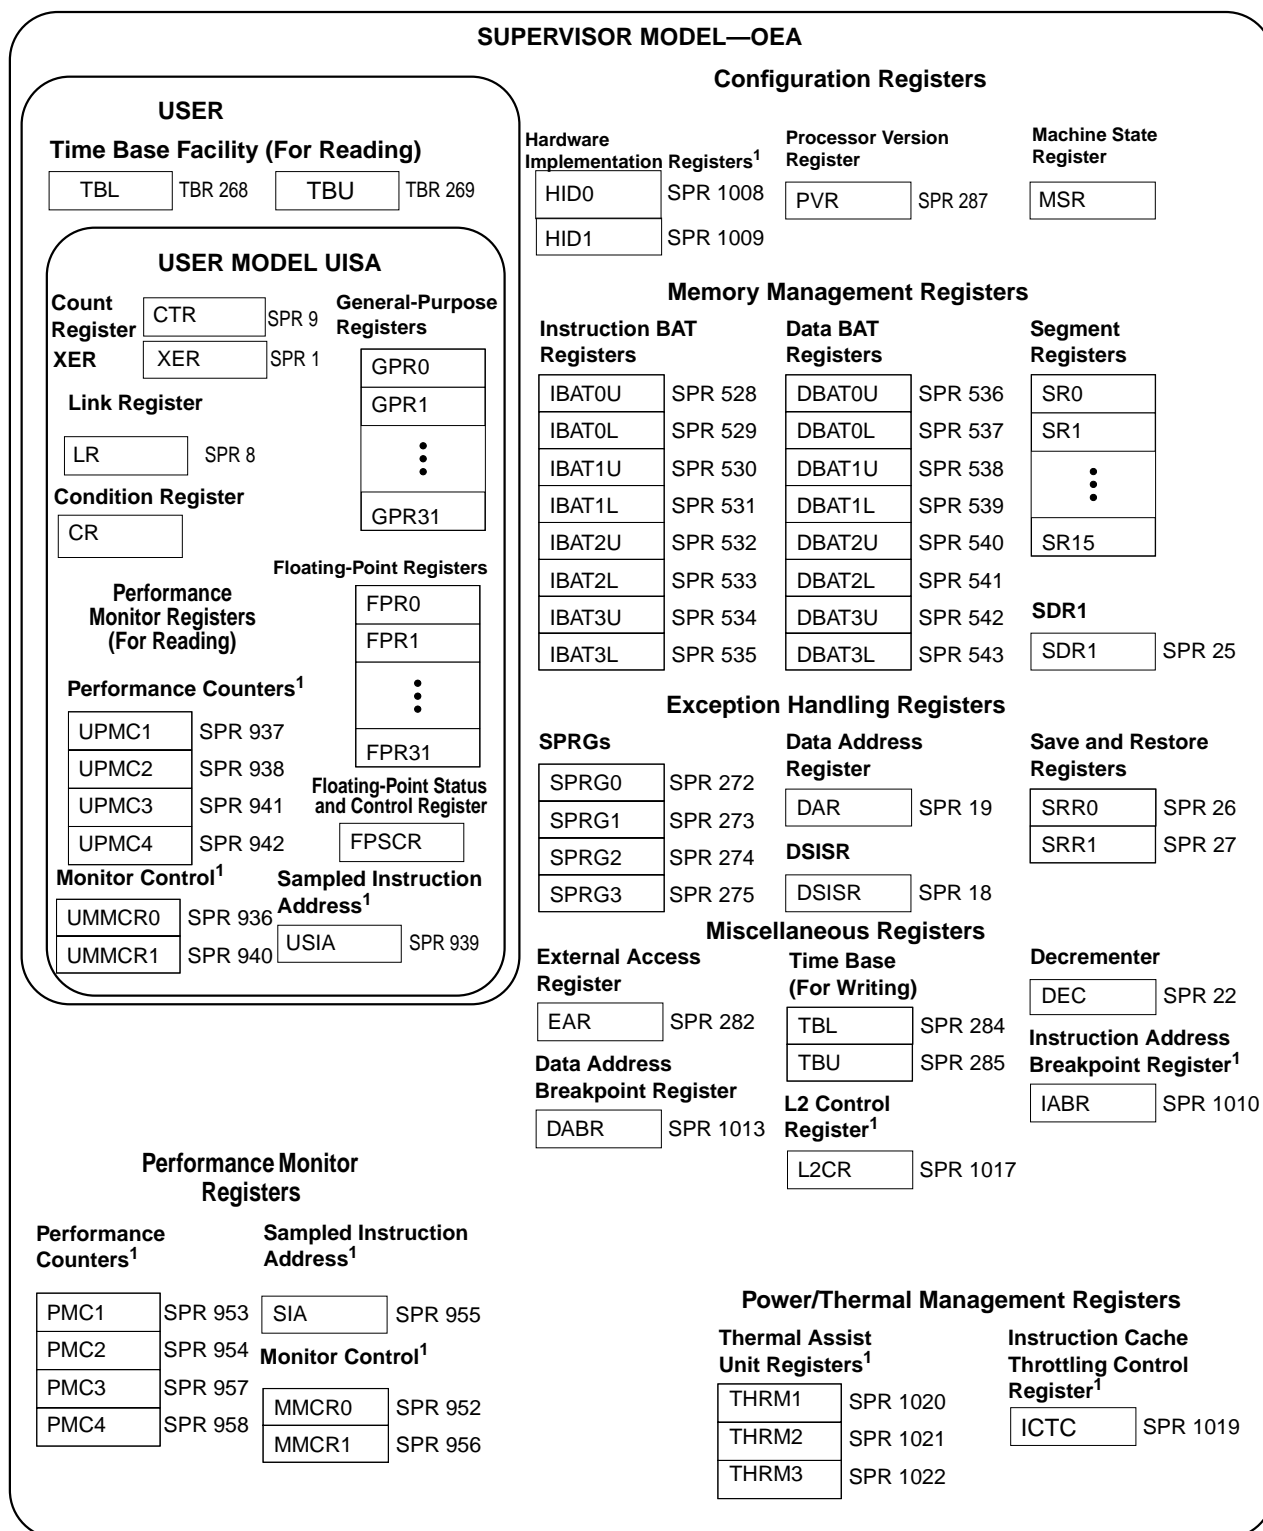 SUPERVISOR MODEL—OEA
USER
Time Base Facility (For Reading)
TBL TBR 268 TBU TBR 269
USER MODEL UISA
Count
Register
CTR SPR 9
XER XER SPR 1
Link Register
LR SPR 8
Condition Register
CR
General-Purpose
Registers
GPR0
GPR1
GPR31
Floating-Point Registers
FPR0
FPR1
FPR31
Performance
Monitor Registers
(For Reading)
Performance Counters1
UPMC1 SPR 937
UPMC2 SPR 938
UPMC3 SPR 941
UPMC4 SPR 942
Floating-Point Status
and Control Register
FPSCR
Monitor Control1
UMMCR0 SPR 936
UMMCR1 SPR 940
Sampled Instruction
Address1
USIA SPR 939
Configuration Registers
Hardware
Implementation Registers1
HID0 SPR 1008
HID1 SPR 1009
Processor Version
Register
PVR SPR 287
Machine State
Register
MSR
Memory Management Registers
Instruction BAT
Registers
IBAT0U SPR 528
IBAT0L SPR 529
IBAT1U SPR 530
IBAT1L SPR 531
IBAT2U SPR 532
IBAT2L SPR 533
IBAT3U SPR 534
IBAT3L SPR 535
Data BAT
Registers
DBAT0U SPR 536
DBAT0L SPR 537
DBAT1U SPR 538
DBAT1L SPR 539
DBAT2U SPR 540
DBAT2L SPR 541
DBAT3U SPR 542
DBAT3L SPR 543
Segment
Registers
SR0
SR1
SR15
SDR1
SDR1 SPR 25
Exception Handling Registers
SPRGs
SPRG0 SPR 272
SPRG1 SPR 273
SPRG2 SPR 274
SPRG3 SPR 275
Data Address
Register
DAR SPR 19
DSISR
DSISR SPR 18
Save and Restore
Registers
SRR0 SPR 26
SRR1 SPR 27
Miscellaneous Registers
External Access
Register
EAR SPR 282
Data Address
Breakpoint Register
DABR SPR 1013
Time Base
(For Writing)
TBL SPR 284
TBU SPR 285
L2 Control
Register1
L2CR SPR 1017
Decrementer
DEC SPR 22
Instruction Address
Breakpoint Register1
IABR SPR 1010
Performance Monitor
Registers
Performance
Counters1
PMC1 SPR 953
PMC2 SPR 954
PMC3 SPR 957
PMC4 SPR 958
Sampled Instruction
Address1
SIA SPR 955
Monitor Control1
MMCR0 SPR 952
MMCR1 SPR 956
Power/Thermal Management Registers
Thermal Assist
Unit Registers1
THRM1 SPR 1020
THRM2 SPR 1021
THRM3 SPR 1022
Instruction Cache
Throttling Control
Register1
ICTC SPR 1019